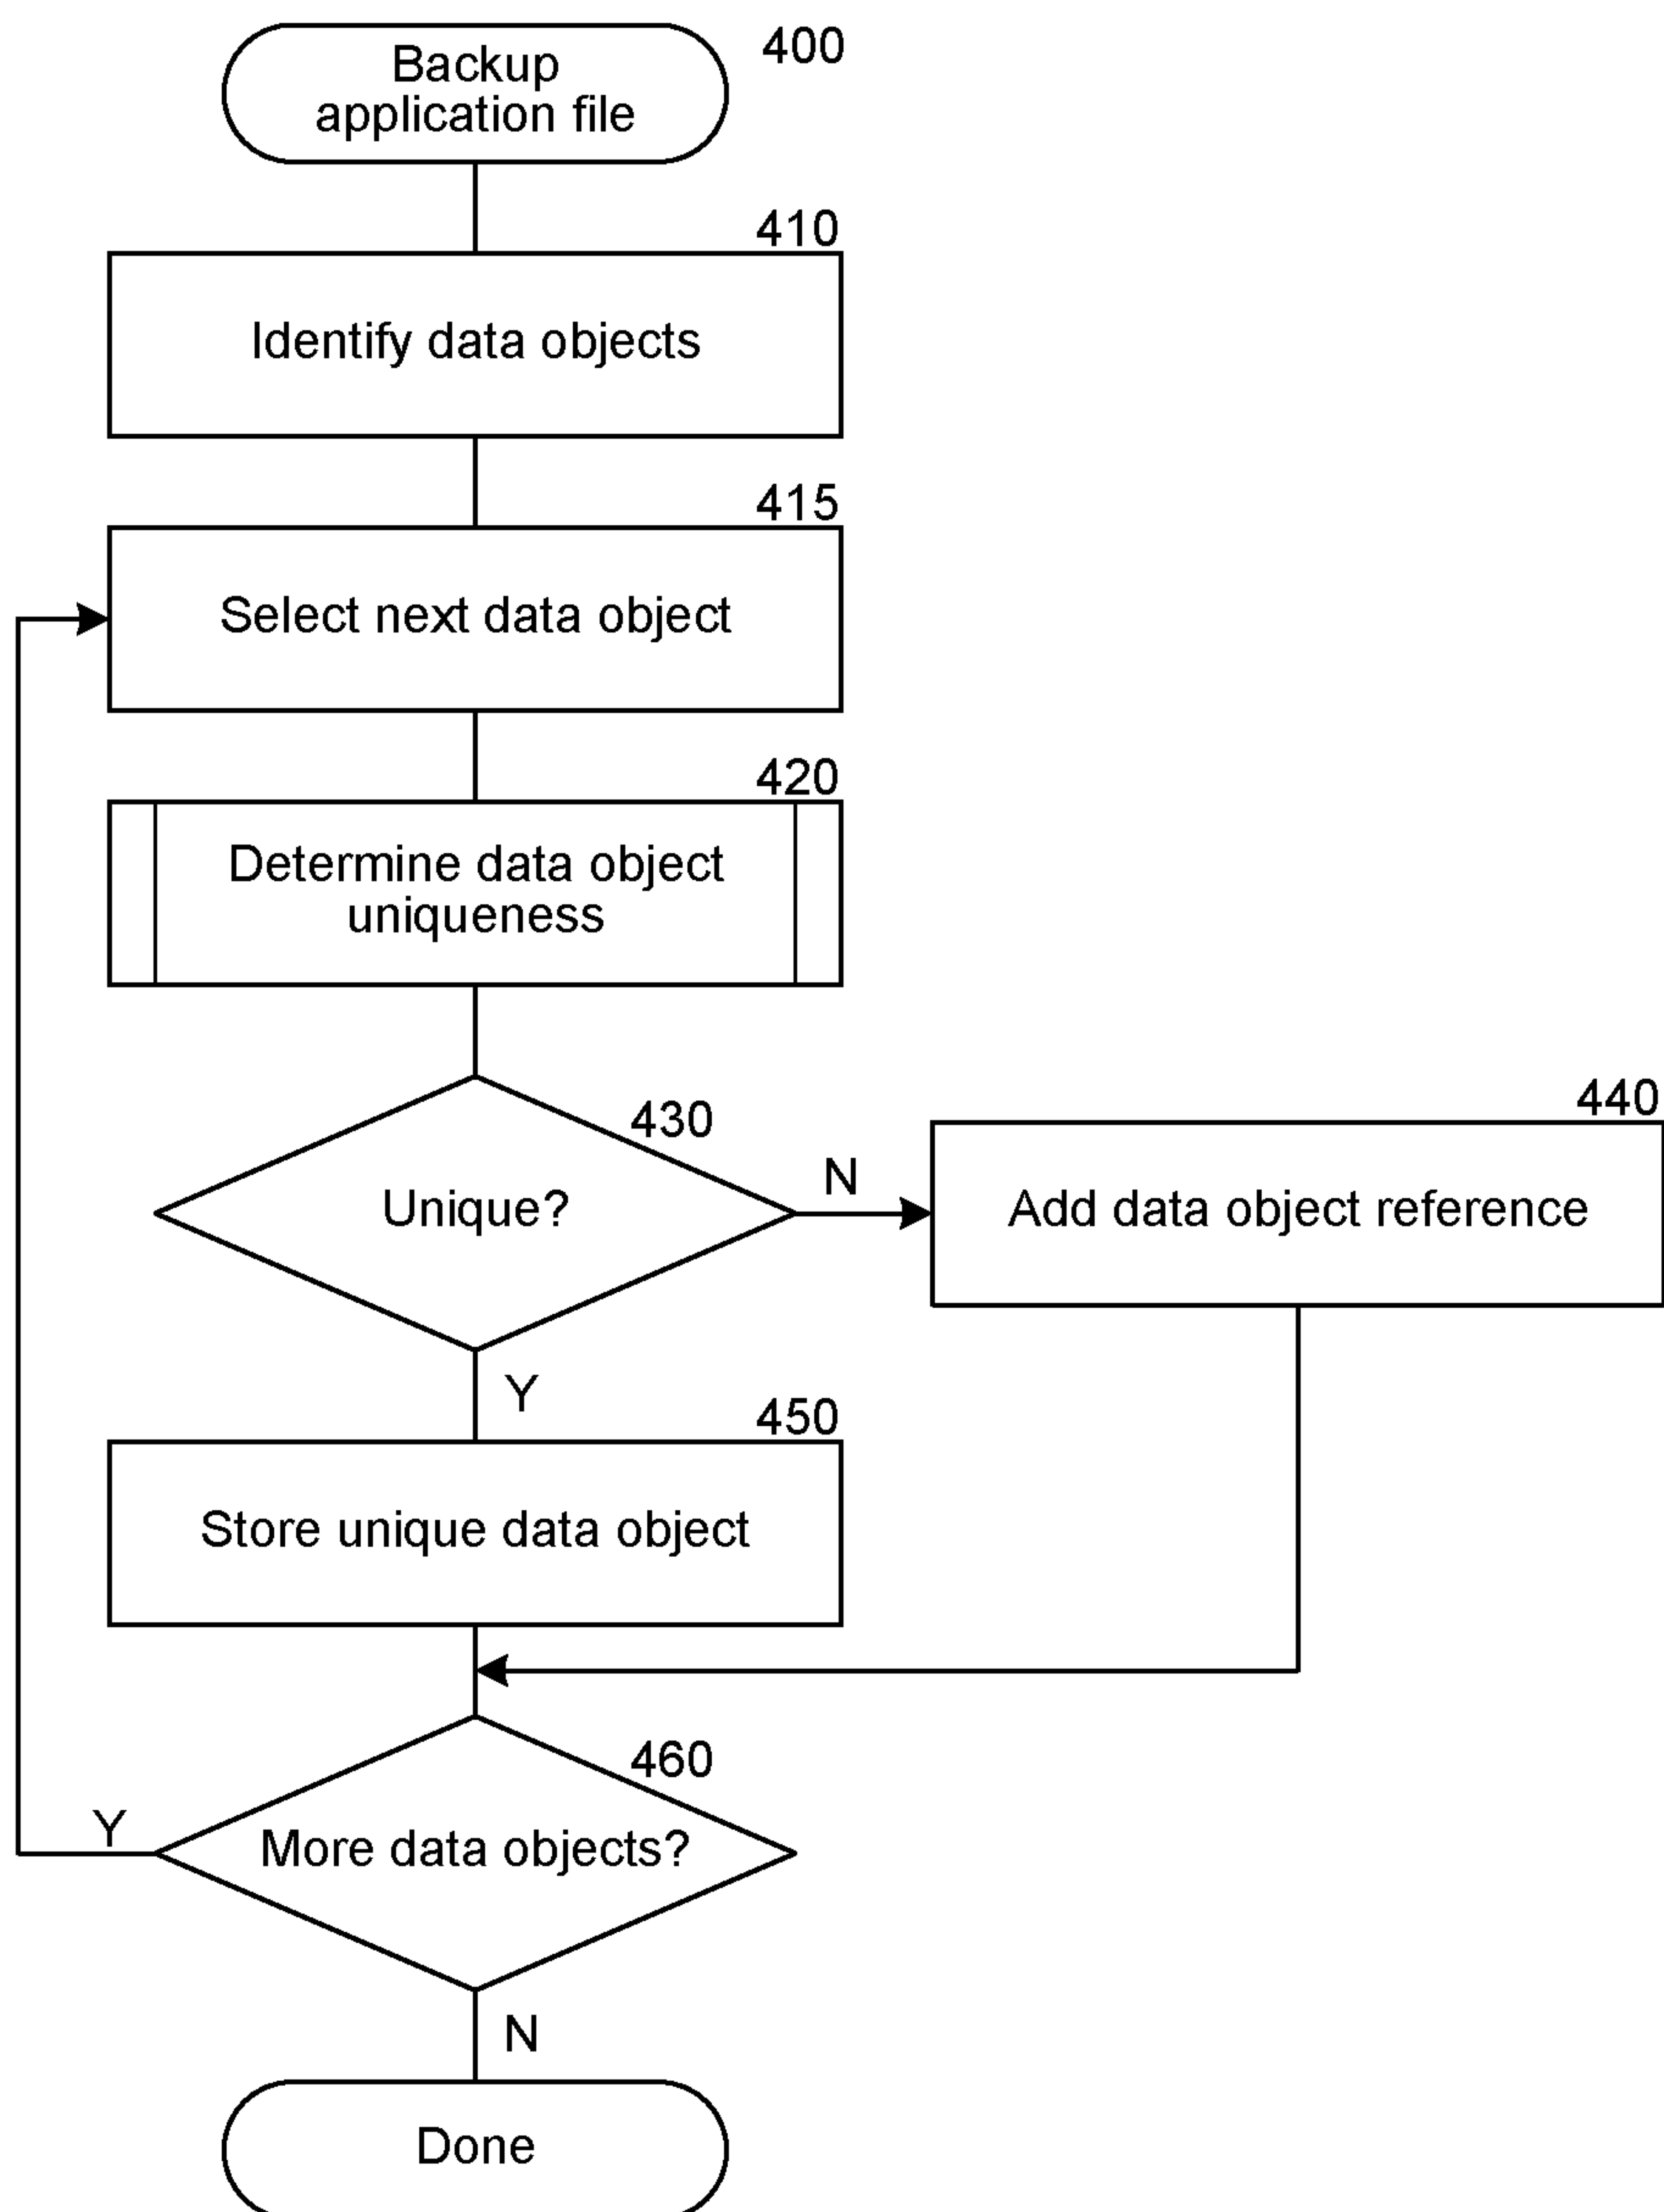 400
Backup
application file
410
Identify data objects
415
Select next data object
420
Determine data object
uniqueness
430
Unique?
N
440
Add data object reference
Y
450
Store unique data object
460
More data objects?
Y
N
Done